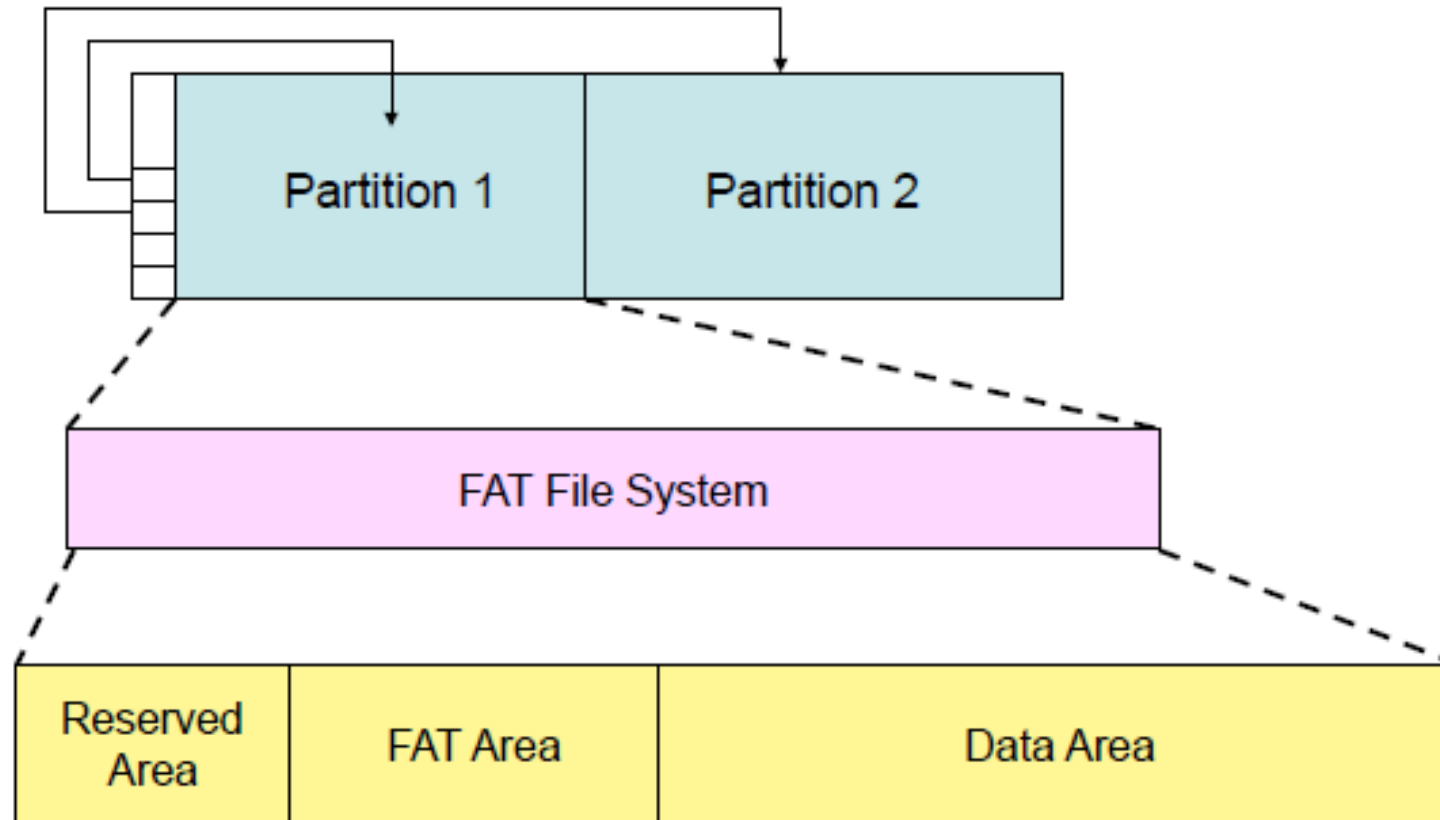 Partition 1
Partition 2
FAT File System
Reserved
Area
FAT Area
Data Area